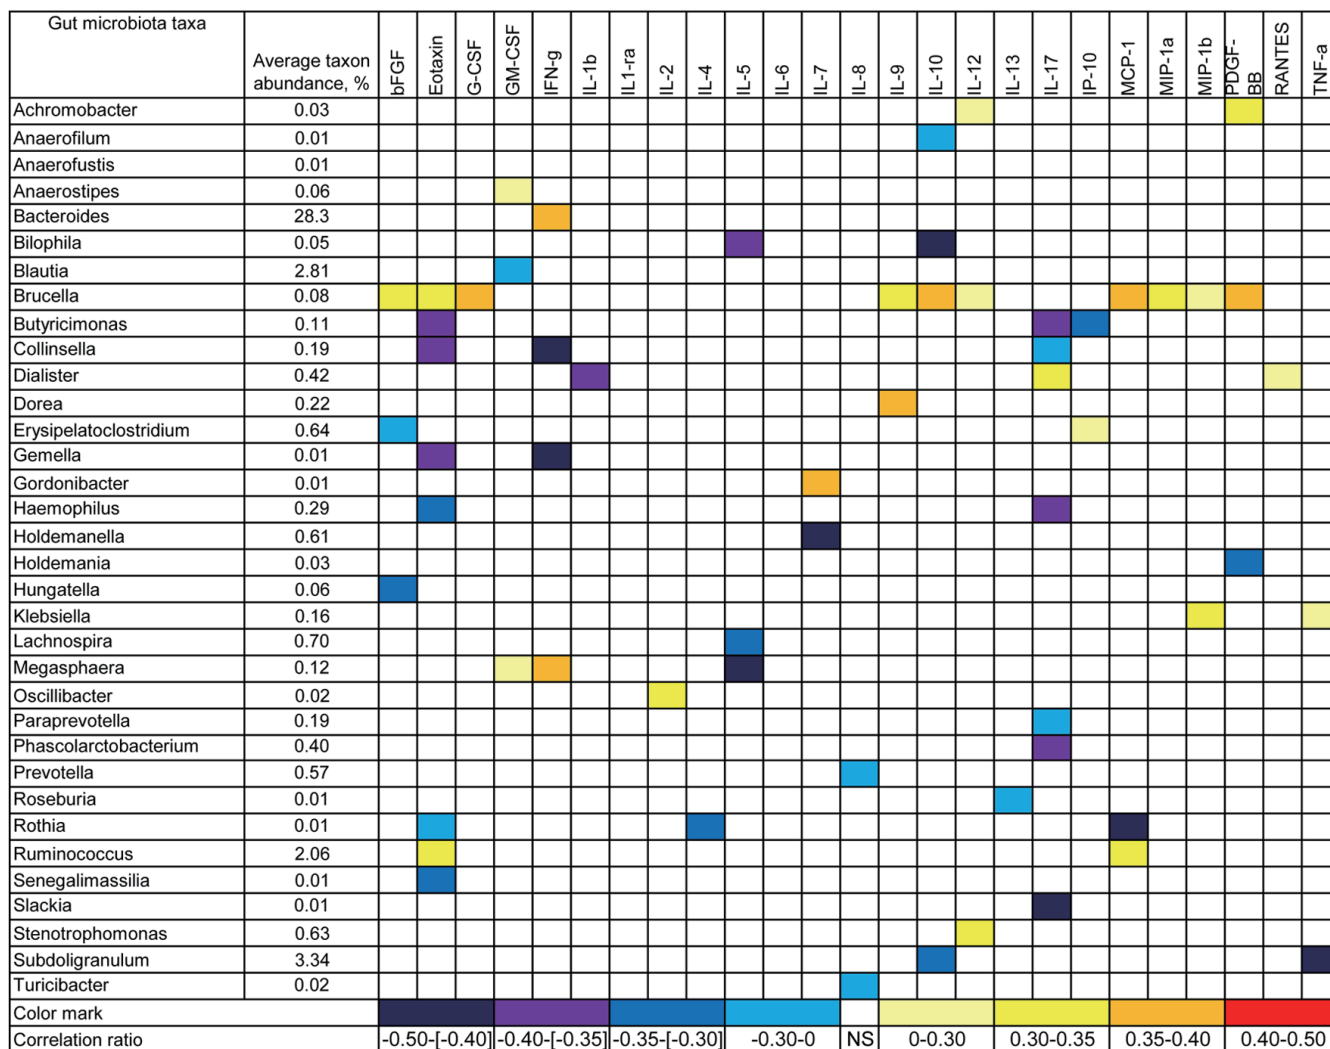 Gut microbiota taxa
Average taxon
abundance, %
bFGF
Eotaxin
G-CSF
GM-CSF
IFN-g
IL-1b
IL1-ra
IL-2
IL-4
IL-5
IL-6
IL-7
IL-8
IL-9
IL-10
IL-12
IL-13
IL-17
IP-10
MCP-1
MIP-1a
MIP-1b
PDGF-
BB
RANTES
TNF-a
Achromobacter 0.03
Anaerofilum 0.01
Anaerofustis 0.01
Anaerostipes 0.06
Bacteroides 28.3
Bilophila 0.05
Blautia 2.81
Brucella 0.08
Butyricimonas 0.11
Collinsella 0.19
Dialister 0.42
Dorea 0.22
Erysipelatoclostridium 0.64
Gemella 0.01
Gordonibacter 0.01
Haemophilus 0.29
Holdemanella 0.61
Holdemania 0.03
Hungatella 0.06
Klebsiella 0.16
Lachnospira 0.70
Megasphaera 0.12
Oscillibacter 0.02
Paraprevotella 0.19
Phascolarctobacterium 0.40
Prevotella 0.57
Roseburia 0.01
Rothia 0.01
Ruminococcus 2.06
Senegalimassilia 0.01
Slackia 0.01
Stenotrophomonas 0.63
Subdoligranulum 3.34
Turicibacter 0.02
Color mark
Correlation ratio -0.50-[-0.40] -0.40-[-0.35] -0.35-[-0.30] -0.30-0 NS 0-0.30 0.30-0.35 0.35-0.40 0.40-0.50